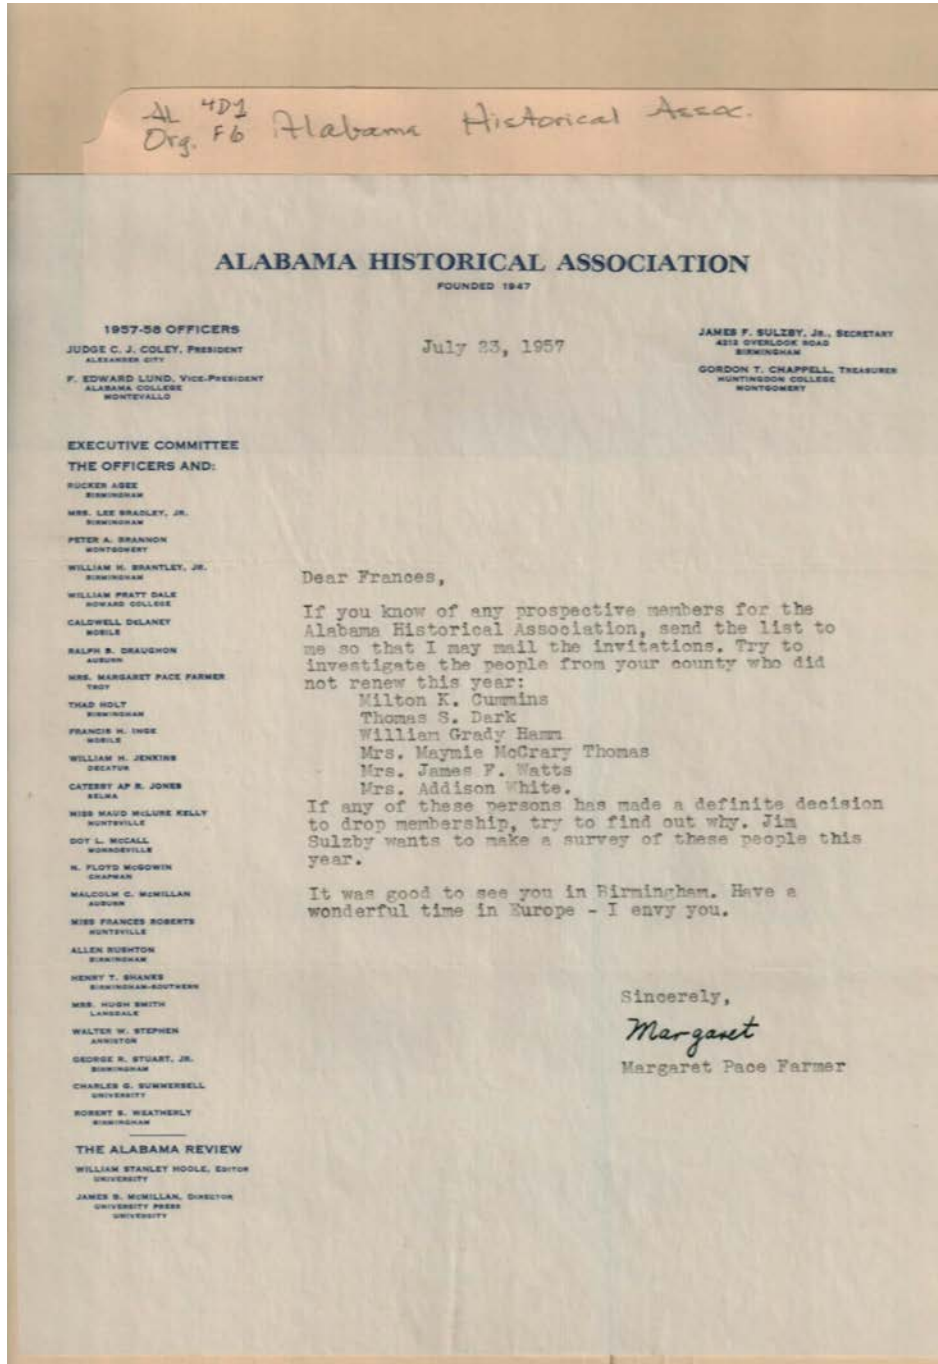 AL 4D1
Org. F6 Alabama Historical Assoc.
ALABAMA HISTORICAL ASSOCIATION
FOUNDED 1947
1957-58 OFFICERS
JUDGE C. J. COLEY, PRESIDENT
ALEXANDER CITY
F. EDWARD LUND, VICE-PRESIDENT
ALABAMA COLLEGE
MONTEVALLO
July 23, 1957
JAMES F. SULZBY, JR., SECRETARY
4212 OVERLOOK ROAD
BIRMINGHAM
GORDON T. CHAPPELL, TREASURER
HUNTINGDON COLLEGE
MONTGOMERY
EXECUTIVE COMMITTEE
THE OFFICERS AND:
RUCKER AGEE
BIRMINGHAM
MRS. LEE BRADLEY, JR.
BIRMINGHAM
PETER A. BRANNON
MONTGOMERY
WILLIAM H. BRANTLEY, JR.
BIRMINGHAM
WILLIAM PRATT DALE
HOWARD COLLEGE
CALDWELL DELANEY
MOBILE
RALPH B. DRAUGHON
AUBURN
MRS. MARGARET PACE FARMER
TROY
THAD HOLT
BIRMINGHAM
FRANCIS H. INGE
MOBILE
WILLIAM H. JENKINS
DECATUR
CATESBY AP R. JONES
SELMA
MISS MAUD McLURE KELLY
HUNTSVILLE
DOY L. McCALL
MONROEVILLE
N. FLOYD McGOWIN
CHAPMAN
MALCOLM C. McMILLAN
AUBURN
MISS FRANCES ROBERTS
HUNTSVILLE
ALLEN RUSHTON
BIRMINGHAM
HENRY T. SHANKS
BIRMINGHAM-SOUTHERN
MRS. HUGH SMITH
LANGDALE
WALTER W. STEPHEN
ANNISTON
GEORGE R. STUART, JR.
BIRMINGHAM
CHARLES G. SUMMERSELL
UNIVERSITY
ROBERT S. WEATHERLY
BIRMINGHAM
THE ALABAMA REVIEW
WILLIAM STANLEY HOOLE, EDITOR
UNIVERSITY
JAMES B. McMILLAN, DIRECTOR
UNIVERSITY PRESS
UNIVERSITY
Dear Frances,
If you know of any prospective members for the
Alabama Historical Association, send the list to
me so that I may mail the invitations. Try to
investigate the people from your county who did
not renew this year:
Milton K. Cummins
Thomas S. Dark
William Grady Hamm
Mrs. Maymie McCrary Thomas
Mrs. James F. Watts
Mrs. Addison White.
If any of these persons has made a definite decision
to drop membership, try to find out why. Jim
Sulzby wants to make a survey of these people this
year.
It was good to see you in Birmingham. Have a
wonderful time in Europe - I envy you.
Sincerely,
Margaret
Margaret Pace Farmer